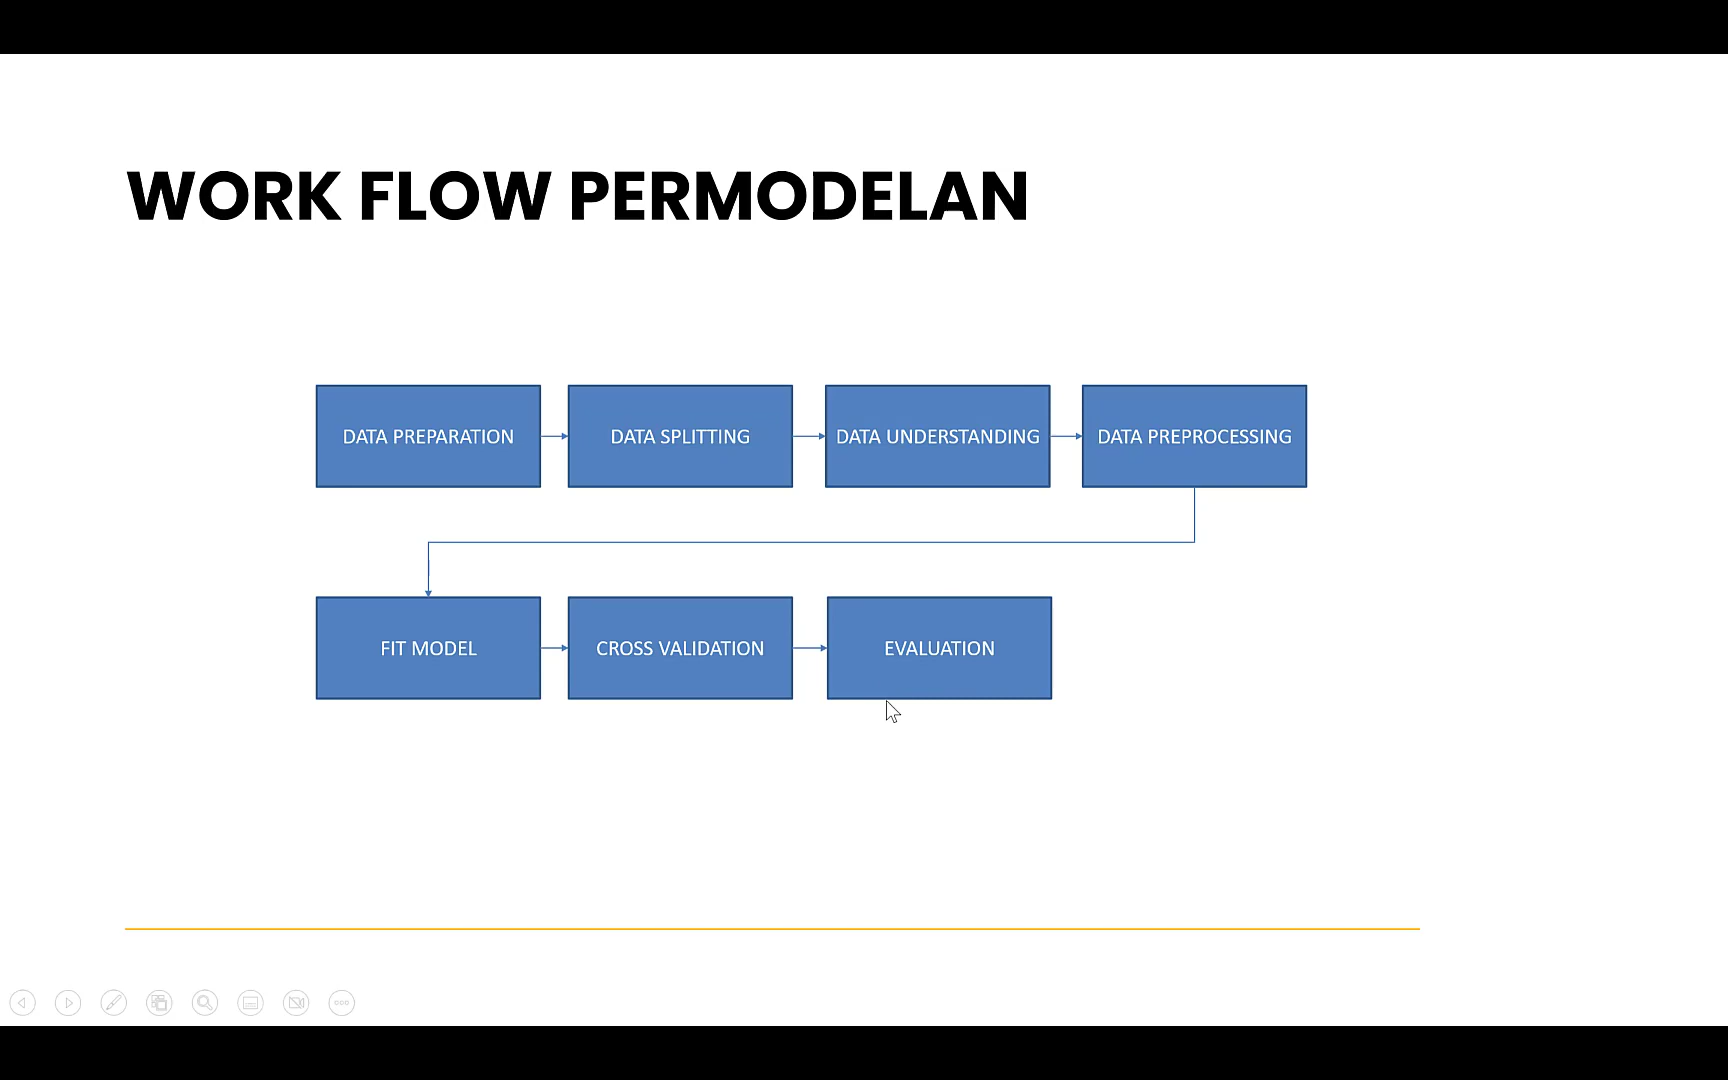 WORK FLOW PERMODELAN
DATA PREPARATION
DATA SPLITTING
DATA UNDERSTANDING
DATA PREPROCESSING
FIT MODEL
CROSS VALIDATION
EVALUATION